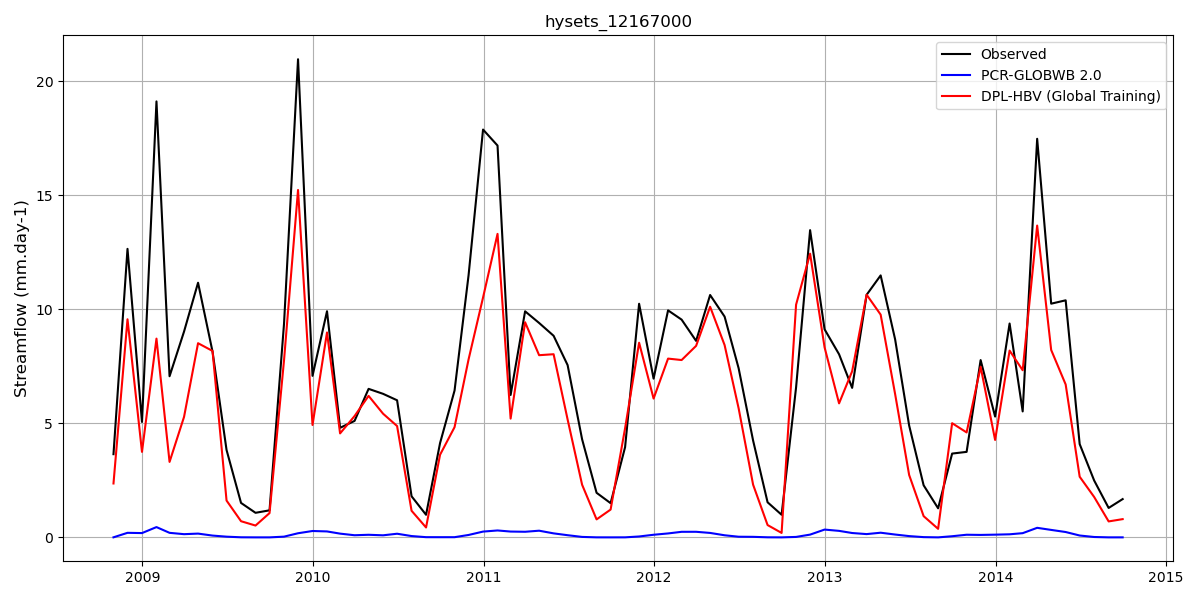 hysets_12167000
Observed
PCR-GLOBWB 2.0
DPL-HBV (Global Training)
Streamflow (mm.day-1)
20
15
10
5
0
2009
2010
2011
2012
2013
2014
2015